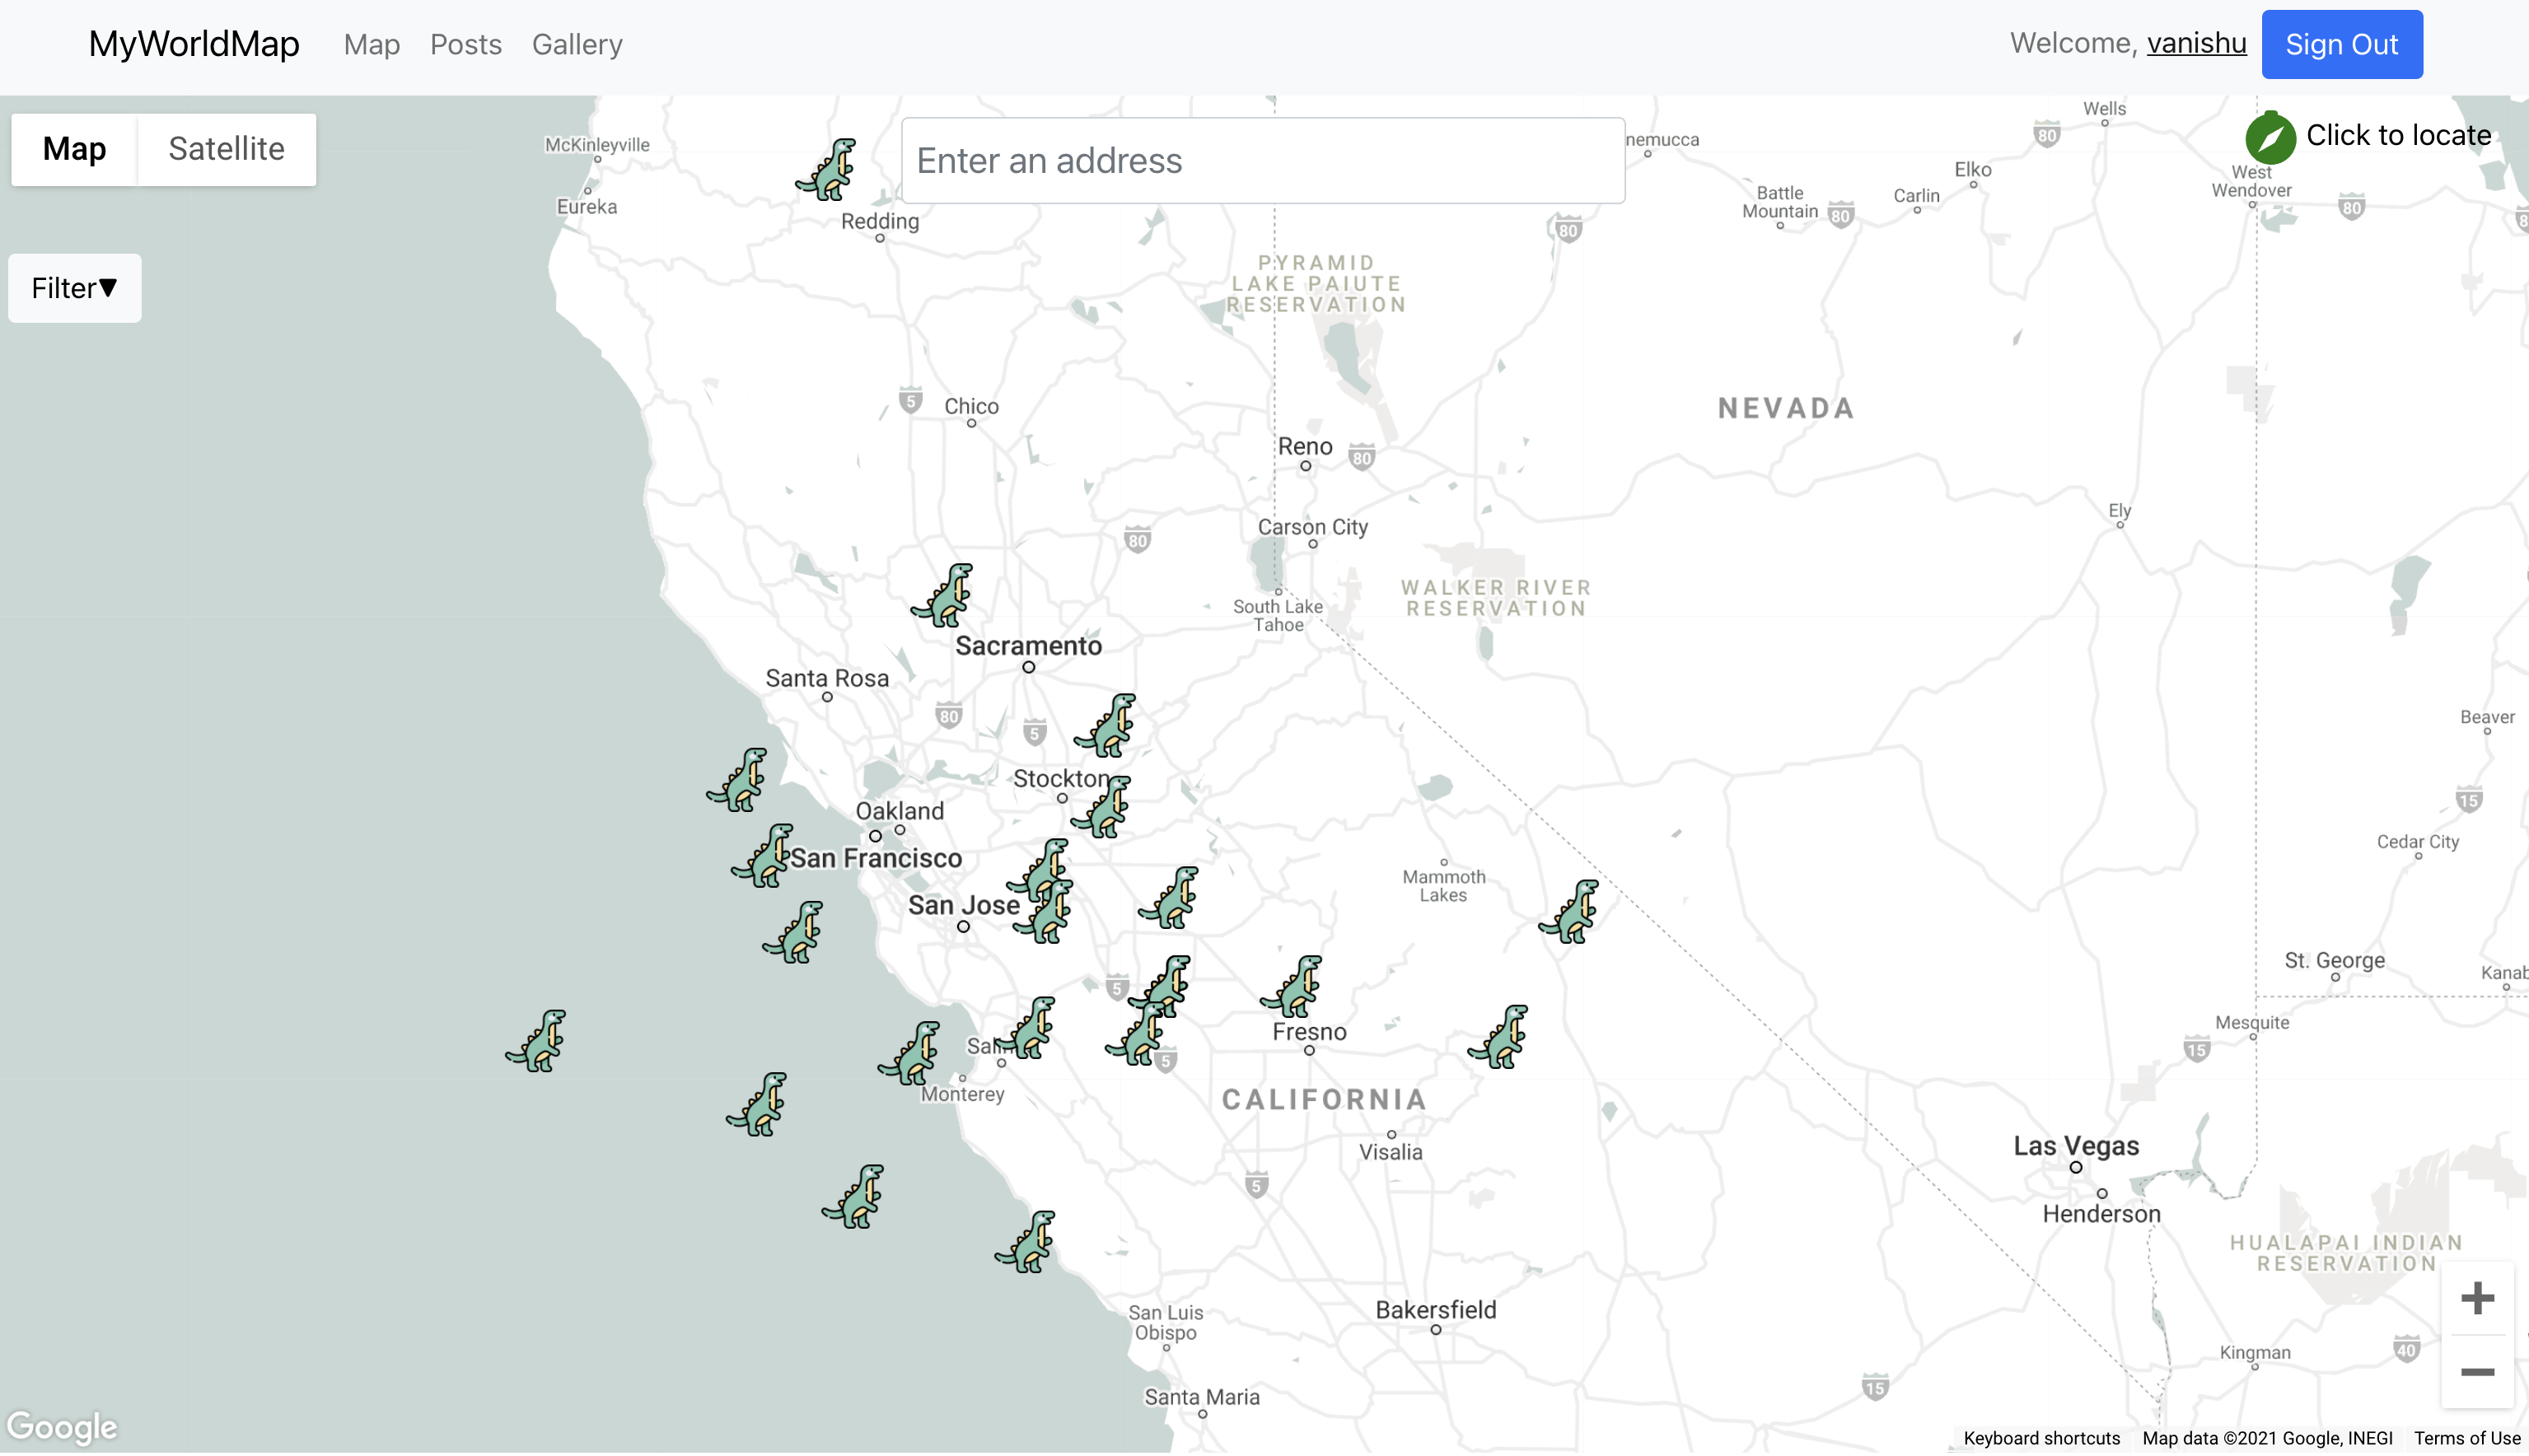 MyWorldMap Map Posts Gallery Welcome, vanishu Sign Out
Map Satellite
Enter an address
Click to locate
Filter▼
McKinleyville
Eureka
Redding
nemucca
Battle
Mountain
80
Carlin
Elko
80
Wells
West
Wendover
80
80
PYRAMID
LAKE PAIUTE
RESERVATION
5
Chico
Reno
80
NEVADA
Carson City
80
Ely
South Lake
Tahoe
WALKER RIVER
RESERVATION
Sacramento
Santa Rosa
80
5
Beaver
Stockton
15
Oakland
San Francisco
Cedar City
Mammoth
Lakes
San Jose
St. George
Kanab
5
Fresno
Mesquite
15
5
Monterey
CALIFORNIA
Visalia
Las Vegas
5
Henderson
HUALAPAI INDIAN
RESERVATION
San Luis
Obispo
Bakersfield
Kingman
40
15
Santa Maria
Google
Keyboard shortcuts Map data ©2021 Google, INEGI Terms of Use